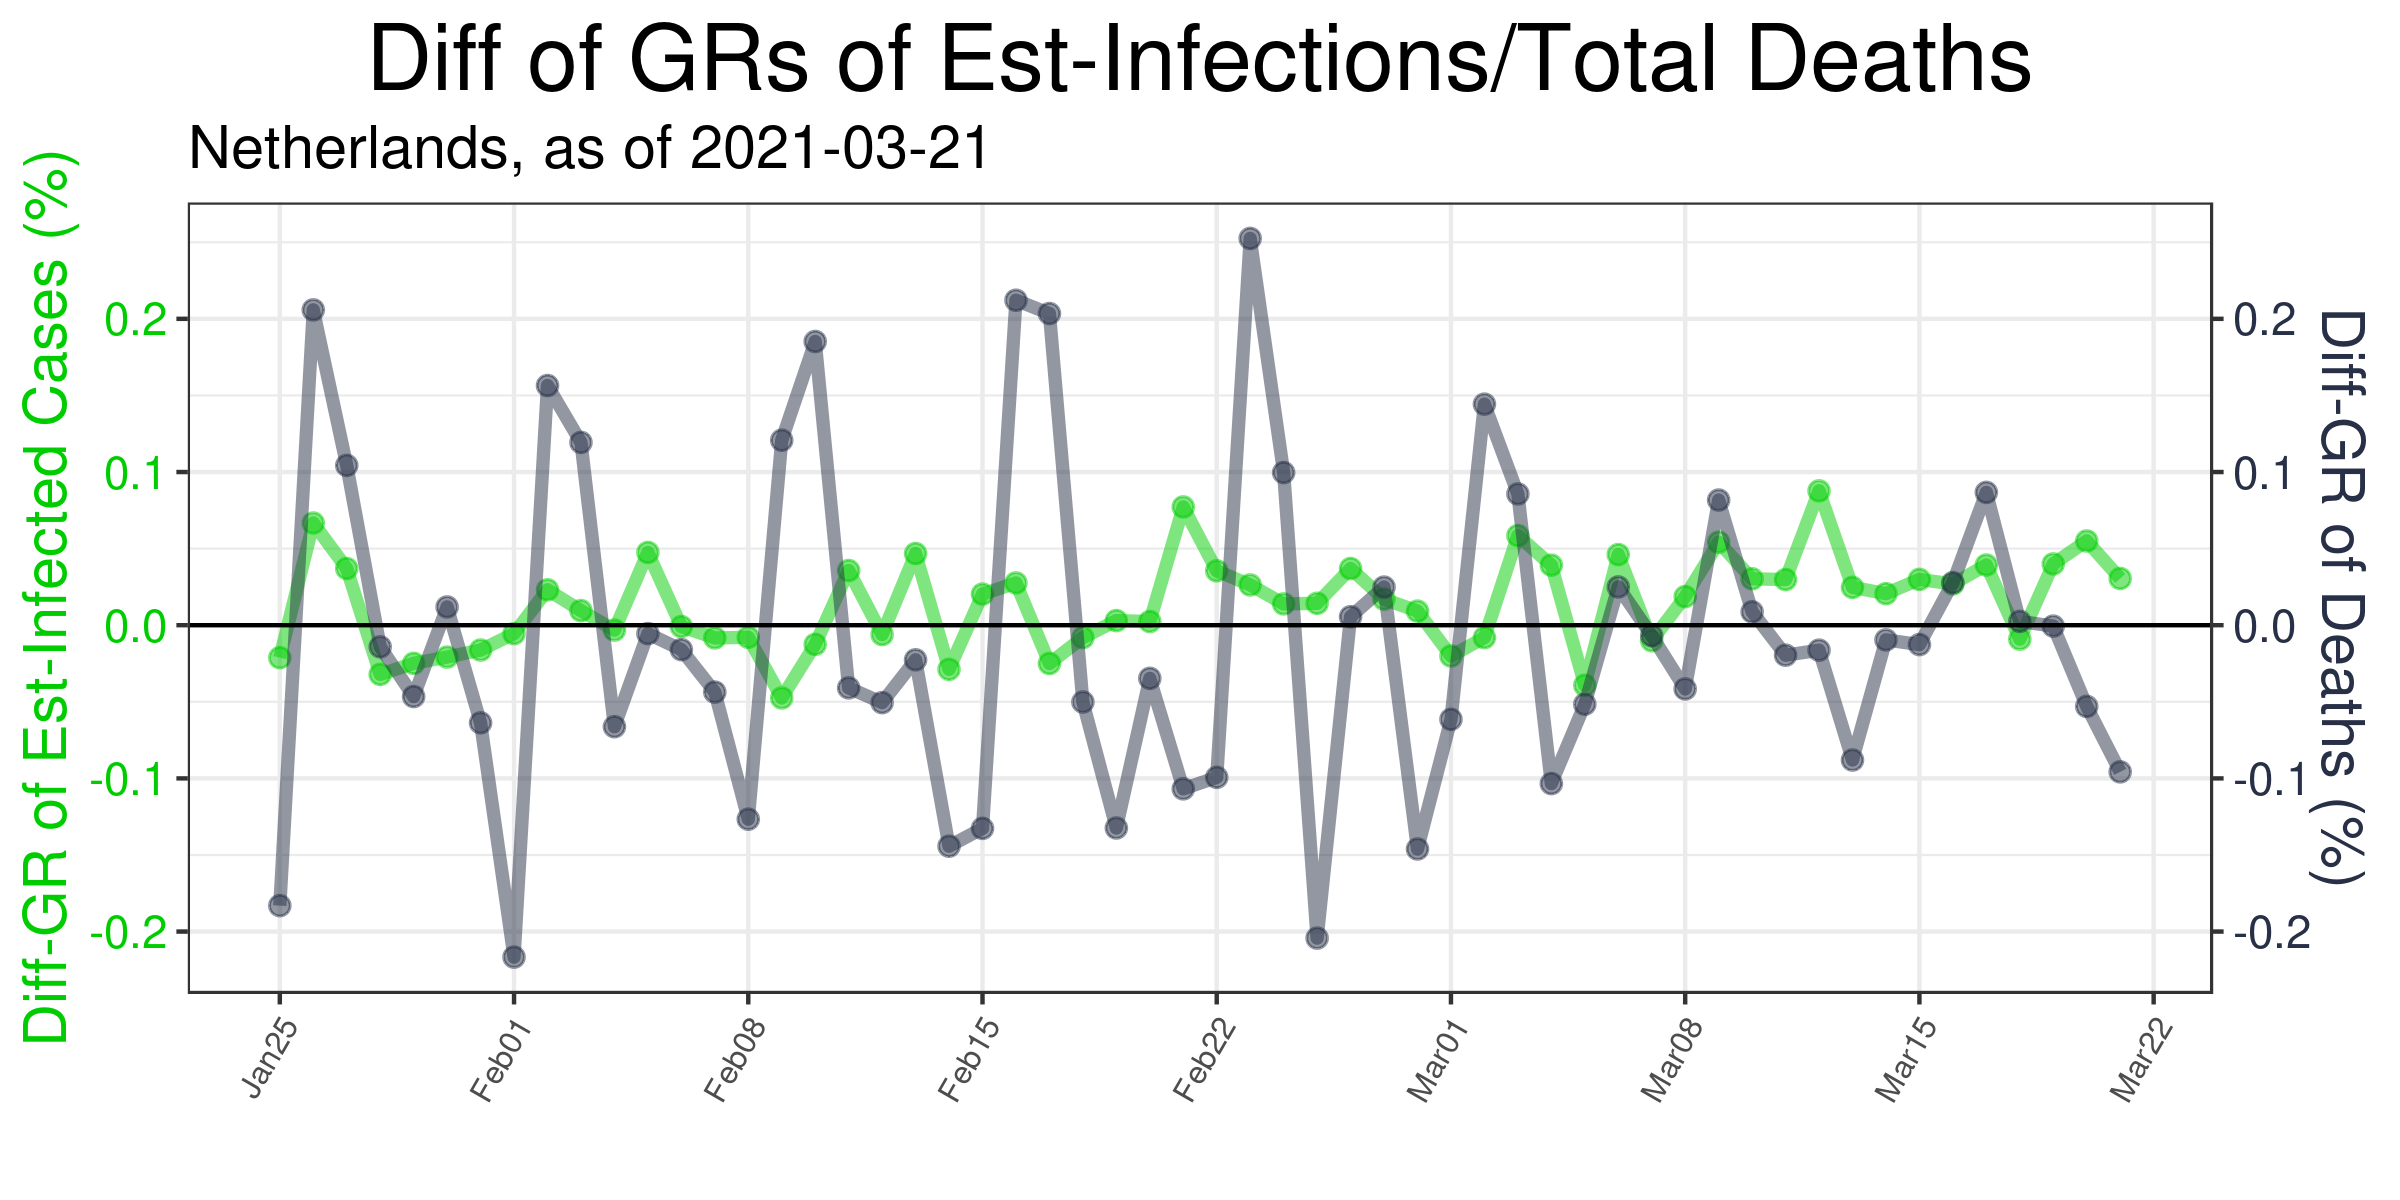 Diff of GRs of Est-Infections/Total Deaths
Netherlands, as of 2021-03-21
Diff-GR of Est-Infected Cases (%)
0.2
0.1
0.0
-0.1
-0.2
0.2
0.1
0.0
-0.1
-0.2
Diff-GR of Deaths (%)
Jan25
Feb01
Feb08
Feb15
Feb22
Mar01
Mar08
Mar15
Mar22